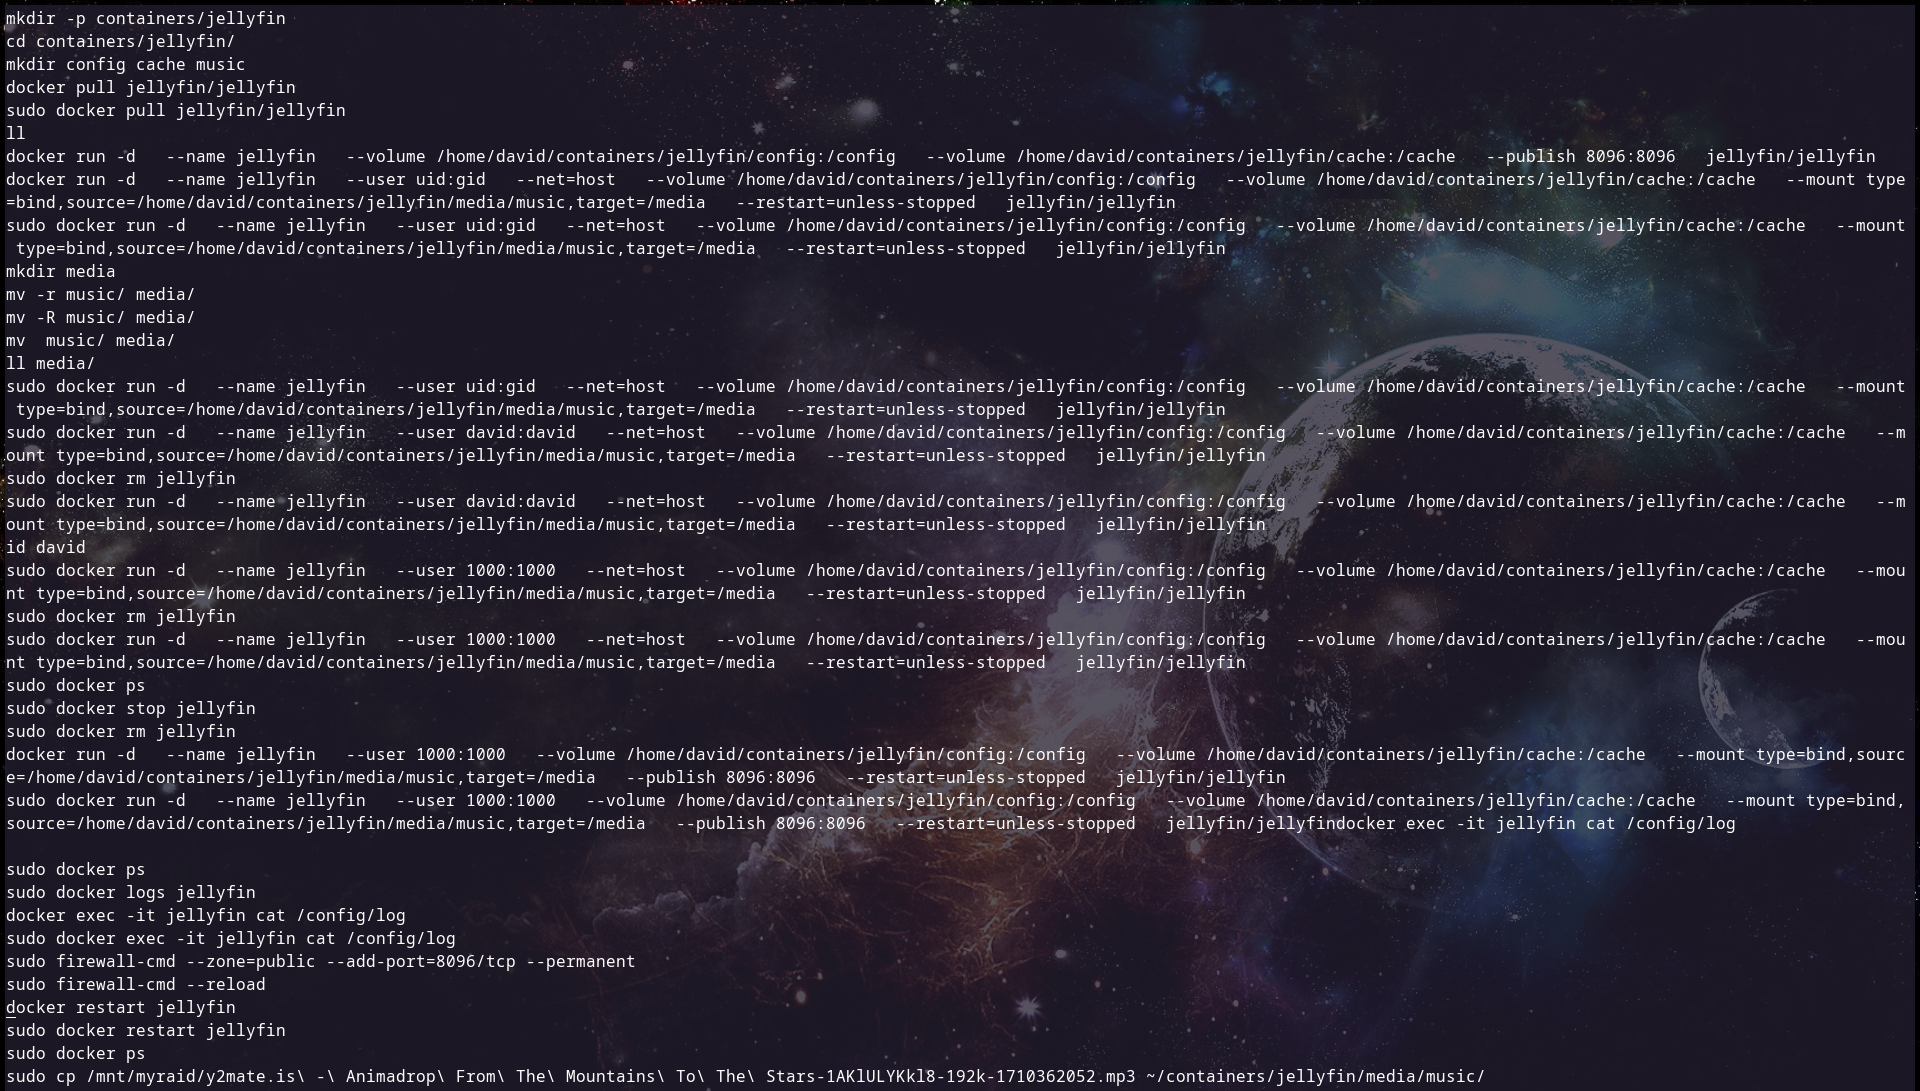 mkdir -p containers/jellyfin
cd containers/jellyfin/
mkdir config cache music
docker pull jellyfin/jellyfin
sudo docker pull jellyfin/jellyfin
ll
docker run -d   --name jellyfin   --volume /home/david/containers/jellyfin/config:/config   --volume /home/david/containers/jellyfin/cache:/cache   --publish 8096:8096   jellyfin/jellyfin
docker run -d   --name jellyfin   --user uid:gid   --net=host   --volume /home/david/containers/jellyfin/config:/config   --volume /home/david/containers/jellyfin/cache:/cache   --mount type
=bind,source=/home/david/containers/jellyfin/media/music,target=/media   --restart=unless-stopped   jellyfin/jellyfin
sudo docker run -d   --name jellyfin   --user uid:gid   --net=host   --volume /home/david/containers/jellyfin/config:/config   --volume /home/david/containers/jellyfin/cache:/cache   --mount
 type=bind,source=/home/david/containers/jellyfin/media/music,target=/media   --restart=unless-stopped   jellyfin/jellyfin
mkdir media
mv -r music/ media/
mv -R music/ media/
mv  music/ media/
ll media/
sudo docker run -d   --name jellyfin   --user uid:gid   --net=host   --volume /home/david/containers/jellyfin/config:/config   --volume /home/david/containers/jellyfin/cache:/cache   --mount
 type=bind,source=/home/david/containers/jellyfin/media/music,target=/media   --restart=unless-stopped   jellyfin/jellyfin
sudo docker run -d   --name jellyfin   --user david:david   --net=host   --volume /home/david/containers/jellyfin/config:/config   --volume /home/david/containers/jellyfin/cache:/cache   --m
ount type=bind,source=/home/david/containers/jellyfin/media/music,target=/media   --restart=unless-stopped   jellyfin/jellyfin
sudo docker rm jellyfin
sudo docker run -d   --name jellyfin   --user david:david   --net=host   --volume /home/david/containers/jellyfin/config:/config   --volume /home/david/containers/jellyfin/cache:/cache   --m
ount type=bind,source=/home/david/containers/jellyfin/media/music,target=/media   --restart=unless-stopped   jellyfin/jellyfin
id david
sudo docker run -d   --name jellyfin   --user 1000:1000   --net=host   --volume /home/david/containers/jellyfin/config:/config   --volume /home/david/containers/jellyfin/cache:/cache   --mou
nt type=bind,source=/home/david/containers/jellyfin/media/music,target=/media   --restart=unless-stopped   jellyfin/jellyfin
sudo docker rm jellyfin
sudo docker run -d   --name jellyfin   --user 1000:1000   --net=host   --volume /home/david/containers/jellyfin/config:/config   --volume /home/david/containers/jellyfin/cache:/cache   --mou
nt type=bind,source=/home/david/containers/jellyfin/media/music,target=/media   --restart=unless-stopped   jellyfin/jellyfin
sudo docker ps
sudo docker stop jellyfin
sudo docker rm jellyfin
docker run -d   --name jellyfin   --user 1000:1000   --volume /home/david/containers/jellyfin/config:/config   --volume /home/david/containers/jellyfin/cache:/cache   --mount type=bind,sourc
e=/home/david/containers/jellyfin/media/music,target=/media   --publish 8096:8096   --restart=unless-stopped   jellyfin/jellyfin
sudo docker run -d   --name jellyfin   --user 1000:1000   --volume /home/david/containers/jellyfin/config:/config   --volume /home/david/containers/jellyfin/cache:/cache   --mount type=bind,
source=/home/david/containers/jellyfin/media/music,target=/media   --publish 8096:8096   --restart=unless-stopped   jellyfin/jellyfindocker exec -it jellyfin cat /config/log

sudo docker ps
sudo docker logs jellyfin
docker exec -it jellyfin cat /config/log
sudo docker exec -it jellyfin cat /config/log
sudo firewall-cmd --zone=public --add-port=8096/tcp --permanent
sudo firewall-cmd --reload
docker restart jellyfin
sudo docker restart jellyfin
sudo docker ps
sudo cp /mnt/myraid/y2mate.is\ -\ Animadrop\ From\ The\ Mountains\ To\ The\ Stars-1AKlULYKkl8-192k-1710362052.mp3 ~/containers/jellyfin/media/music/